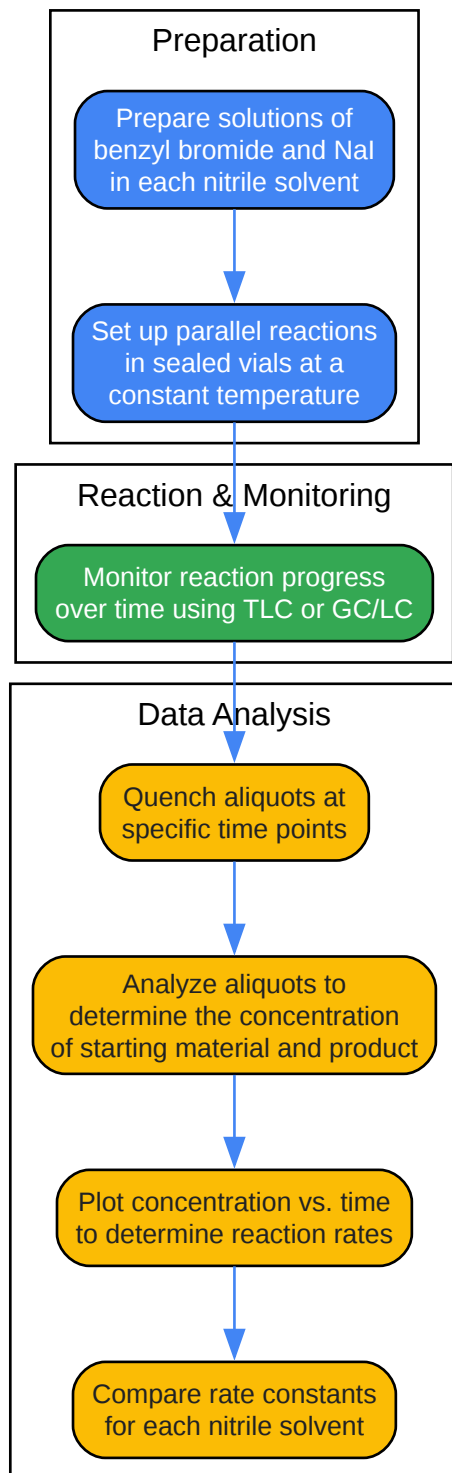 Preparation
Prepare solutions of
benzyl bromide and NaI
in each nitrile solvent
Set up parallel reactions
in sealed vials at a
constant temperature
Reaction & Monitoring
Monitor reaction progress
over time using TLC or GC/LC
Data Analysis
Quench aliquots at
specific time points
Analyze aliquots to
determine the concentration
of starting material and product
Plot concentration vs. time
to determine reaction rates
Compare rate constants
for each nitrile solvent